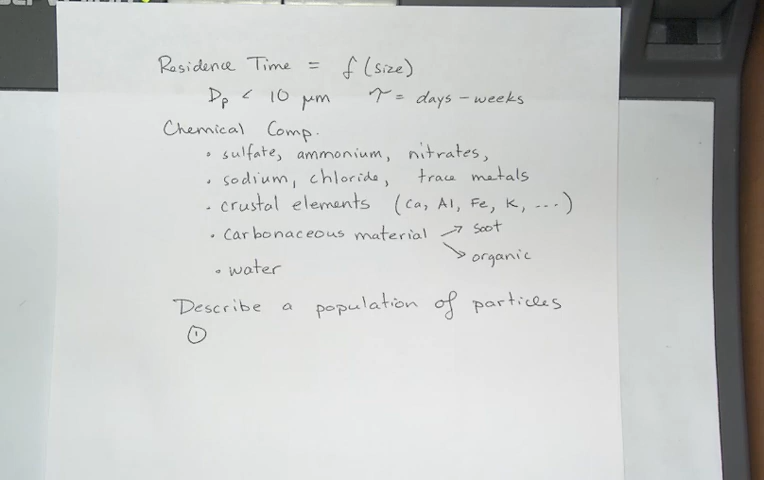 Residence Time = f (size)
Dp < 10 μm τ = days - weeks
Chemical Comp.
• sulfate, ammonium, nitrates,
• sodium, chloride, trace metals
• crustal elements (Ca, Al, Fe, K, ...)
• carbonaceous material → soot
↘ organic
• water
Describe a population of particles
①